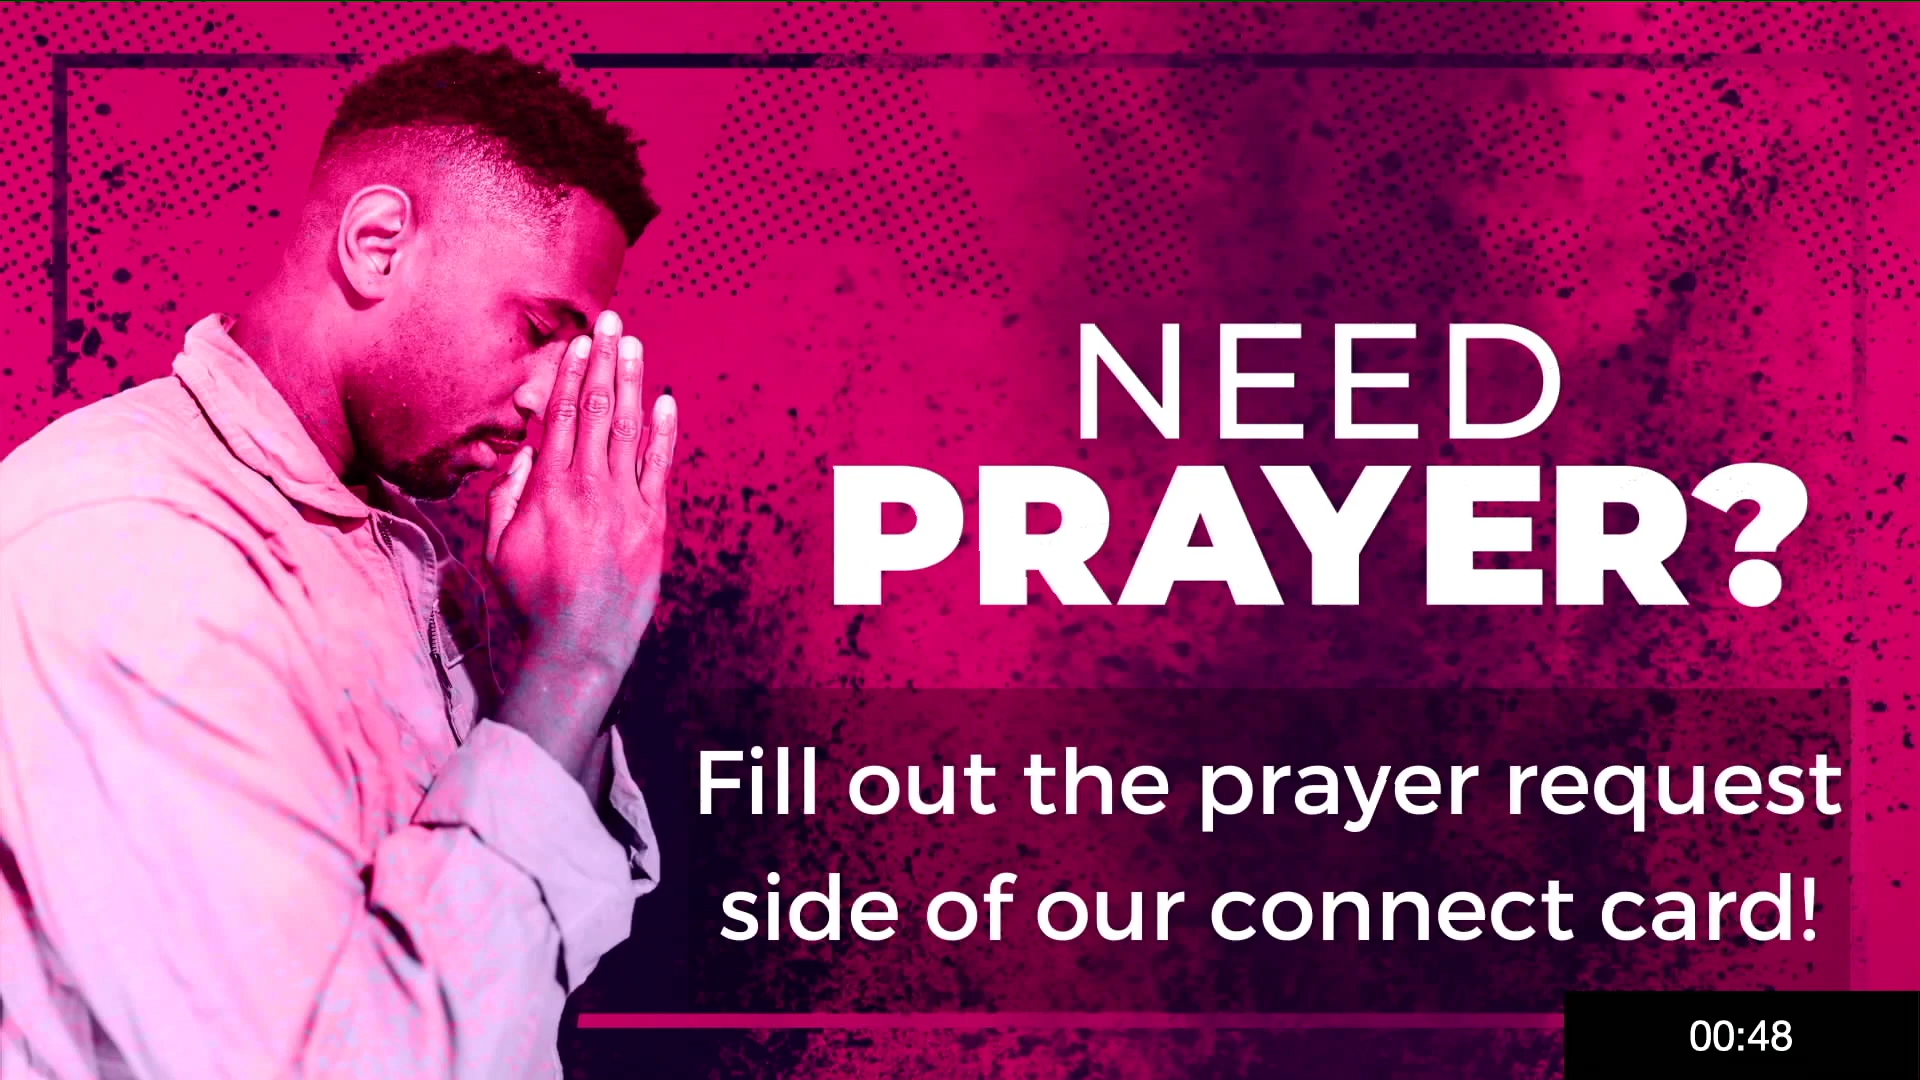 NEED
PRAYER?
Fill out the prayer request
side of our connect card!
00:48